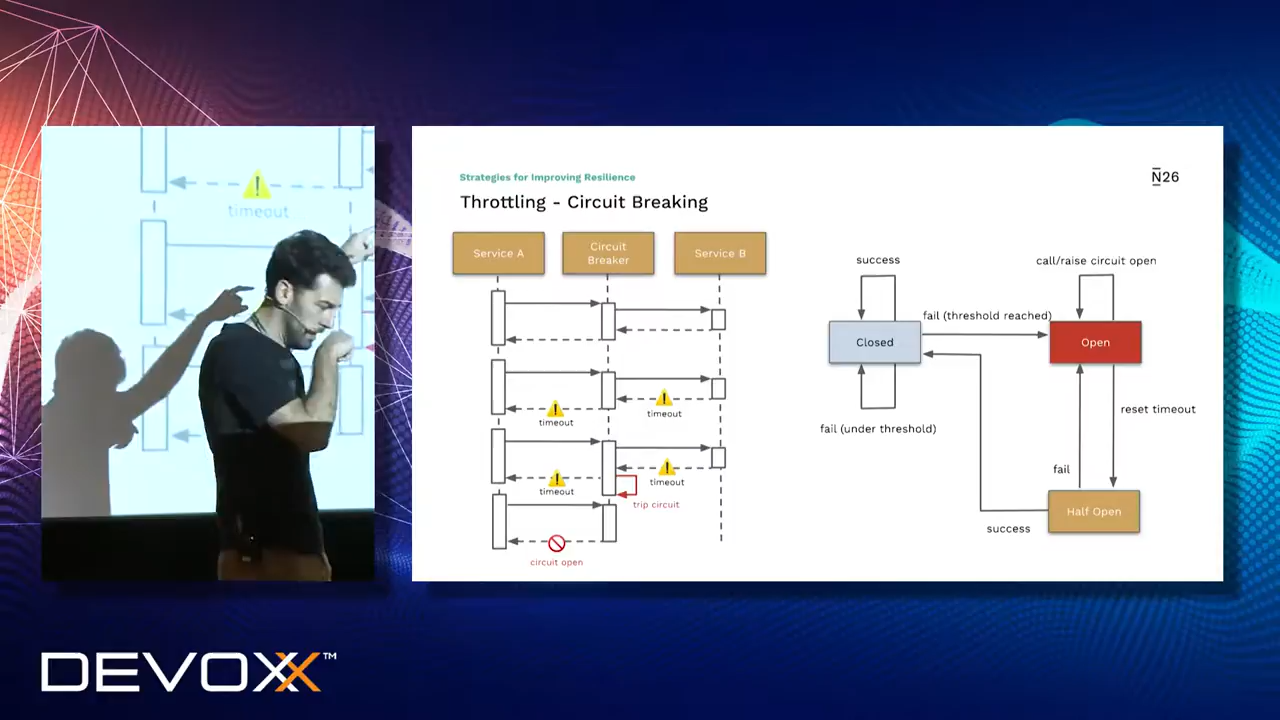 timeout
Strategies for Improving Resilience
N26
Throttling - Circuit Breaking
Service A
Circuit
Breaker
Service B
timeout
timeout
timeout
timeout
trip circuit
circuit open
success
call/raise circuit open
fail (threshold reached)
Closed
Open
reset timeout
fail (under threshold)
fail
Half Open
success
DEVOXX™